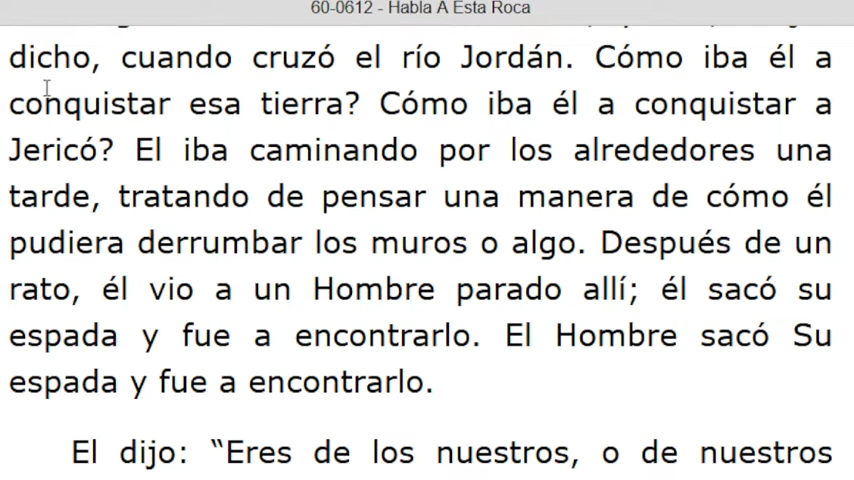 60-0612 - Habla A Esta Roca
dicho, cuando cruzó el río Jordán. Cómo iba él a
conquistar esa tierra? Cómo iba él a conquistar a
Jericó? El iba caminando por los alrededores una
tarde, tratando de pensar una manera de cómo él
pudiera derrumbar los muros o algo. Después de un
rato, él vio a un Hombre parado allí; él sacó su
espada y fue a encontrarlo. El Hombre sacó Su
espada y fue a encontrarlo.
El dijo: “Eres de los nuestros, o de nuestros